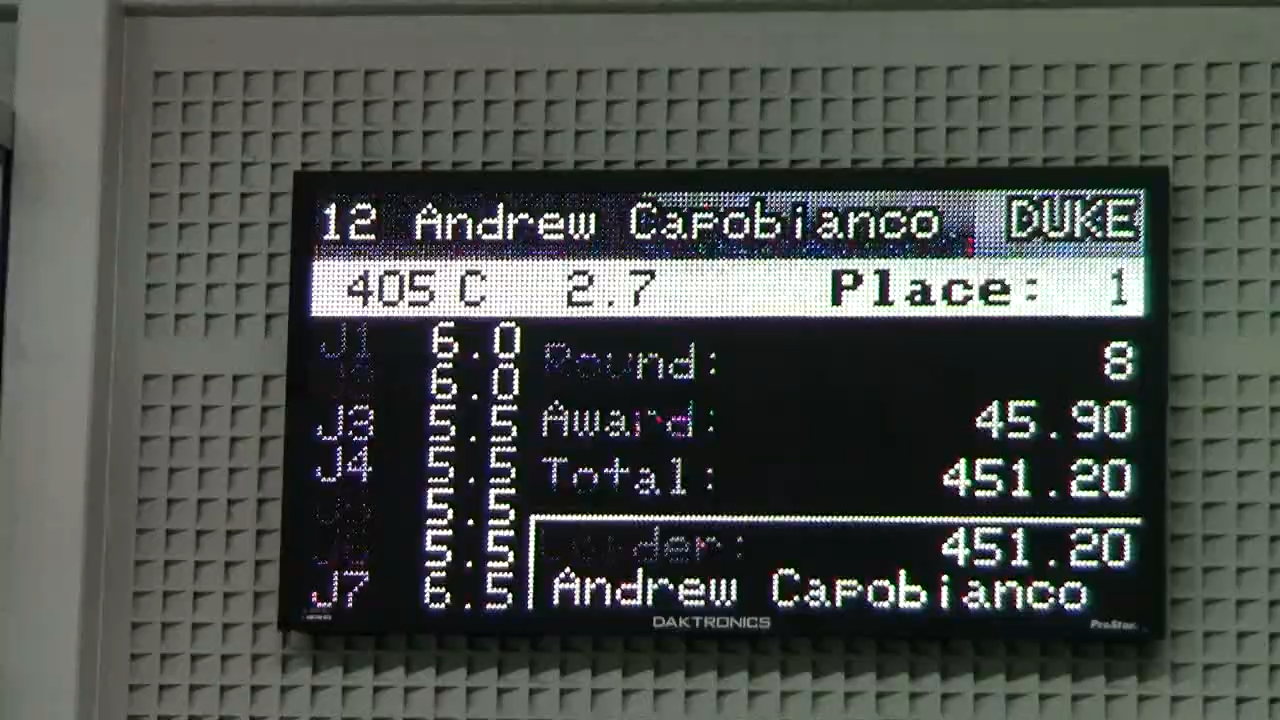 12 Andrew Capobianco DUKE
405 C 2.7 Place: 1
J1 6.0
6.0
J3 5.5
J4 5.5
5.5
5.5
J7 6.5
Round: 8
Award: 45.90
Total: 451.20
451.20
Andrew Capobianco
DAKTRONICS
ProStar